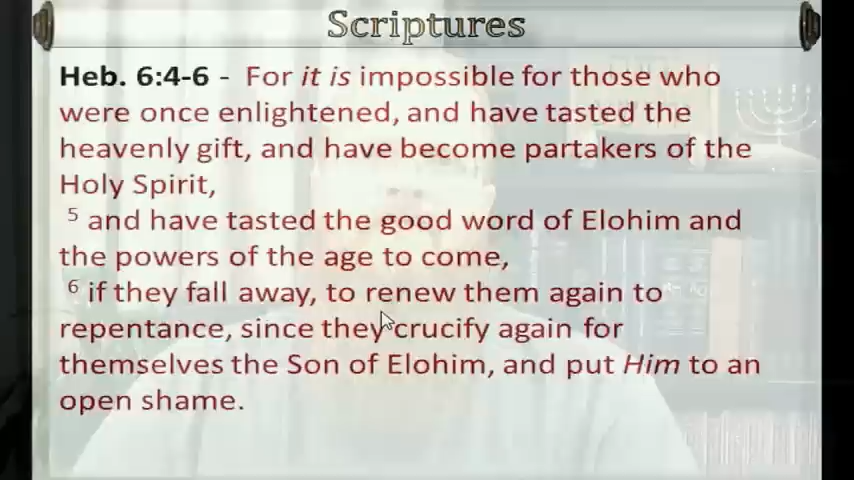 Scriptures
Heb. 6:4-6 - For it is impossible for those who
were once enlightened, and have tasted the
heavenly gift, and have become partakers of the
Holy Spirit,
5 and have tasted the good word of Elohim and
the powers of the age to come,
6 if they fall away, to renew them again to
repentance, since they crucify again for
themselves the Son of Elohim, and put Him to an
open shame.